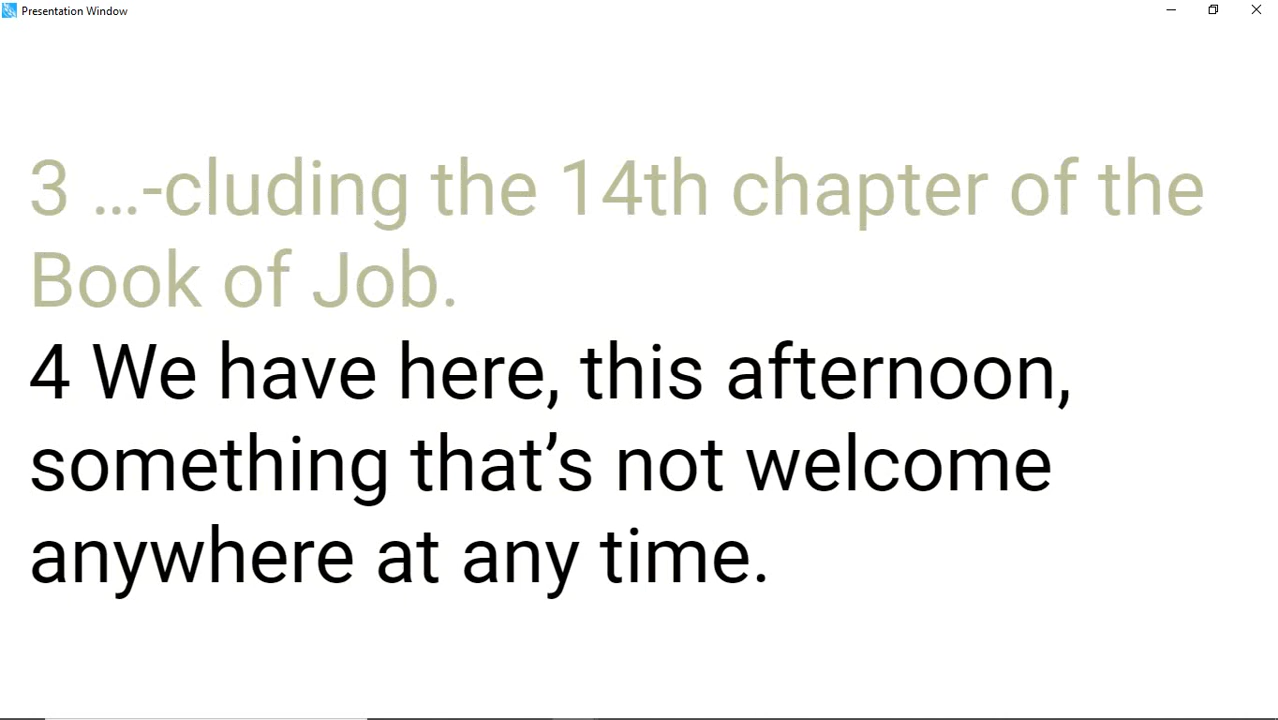 Presentation Window
3 ...-cluding the 14th chapter of the
Book of Job.
4 We have here, this afternoon,
something that’s not welcome
anywhere at any time.